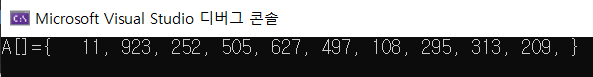 Microsoft Visual Studio 디버그 콘솔
A[]={   11, 923, 252, 505, 627, 497, 108, 295, 313, 209, }